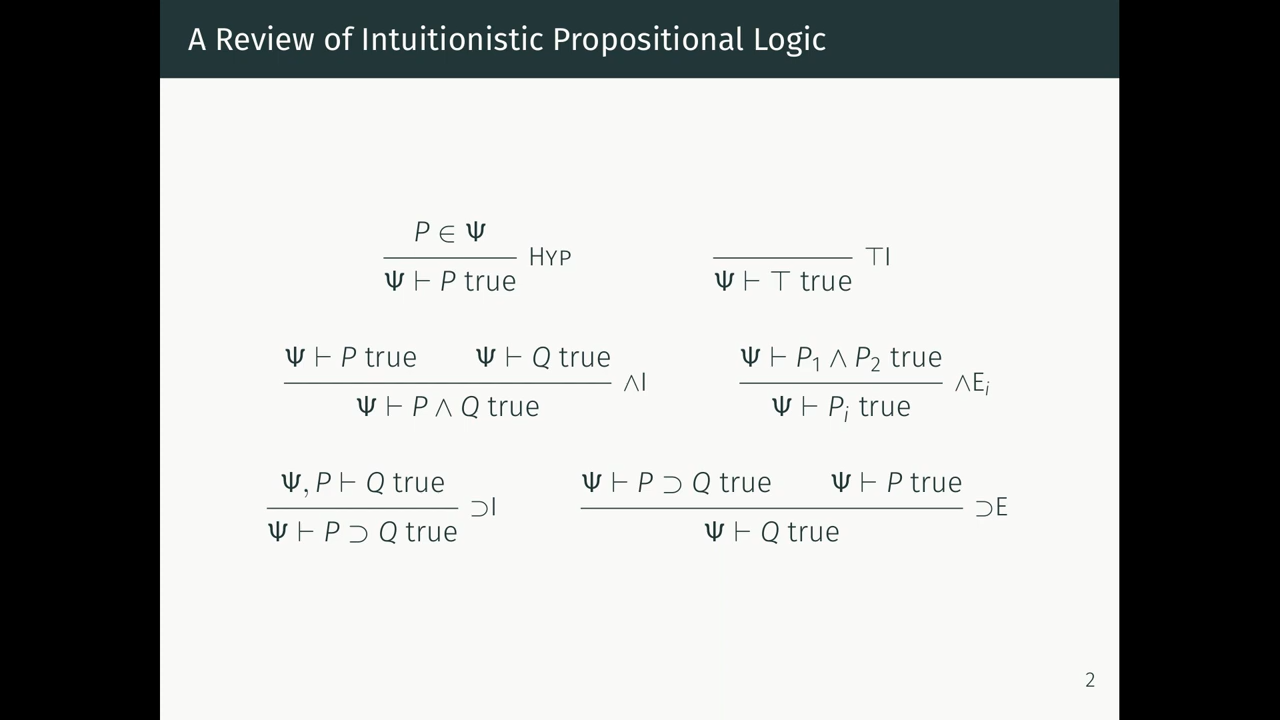 A Review of Intuitionistic Propositional Logic
P ∈ Ψ
Ψ ⊢ P true
HYP
Ψ ⊢ ⊤ true
⊤I
Ψ ⊢ P true    Ψ ⊢ Q true
Ψ ⊢ P ∧ Q true
∧I
Ψ ⊢ P₁ ∧ P₂ true
Ψ ⊢ Pᵢ true
∧Eᵢ
Ψ, P ⊢ Q true
Ψ ⊢ P ⊃ Q true
⊃I
Ψ ⊢ P ⊃ Q true    Ψ ⊢ P true
Ψ ⊢ Q true
⊃E
2